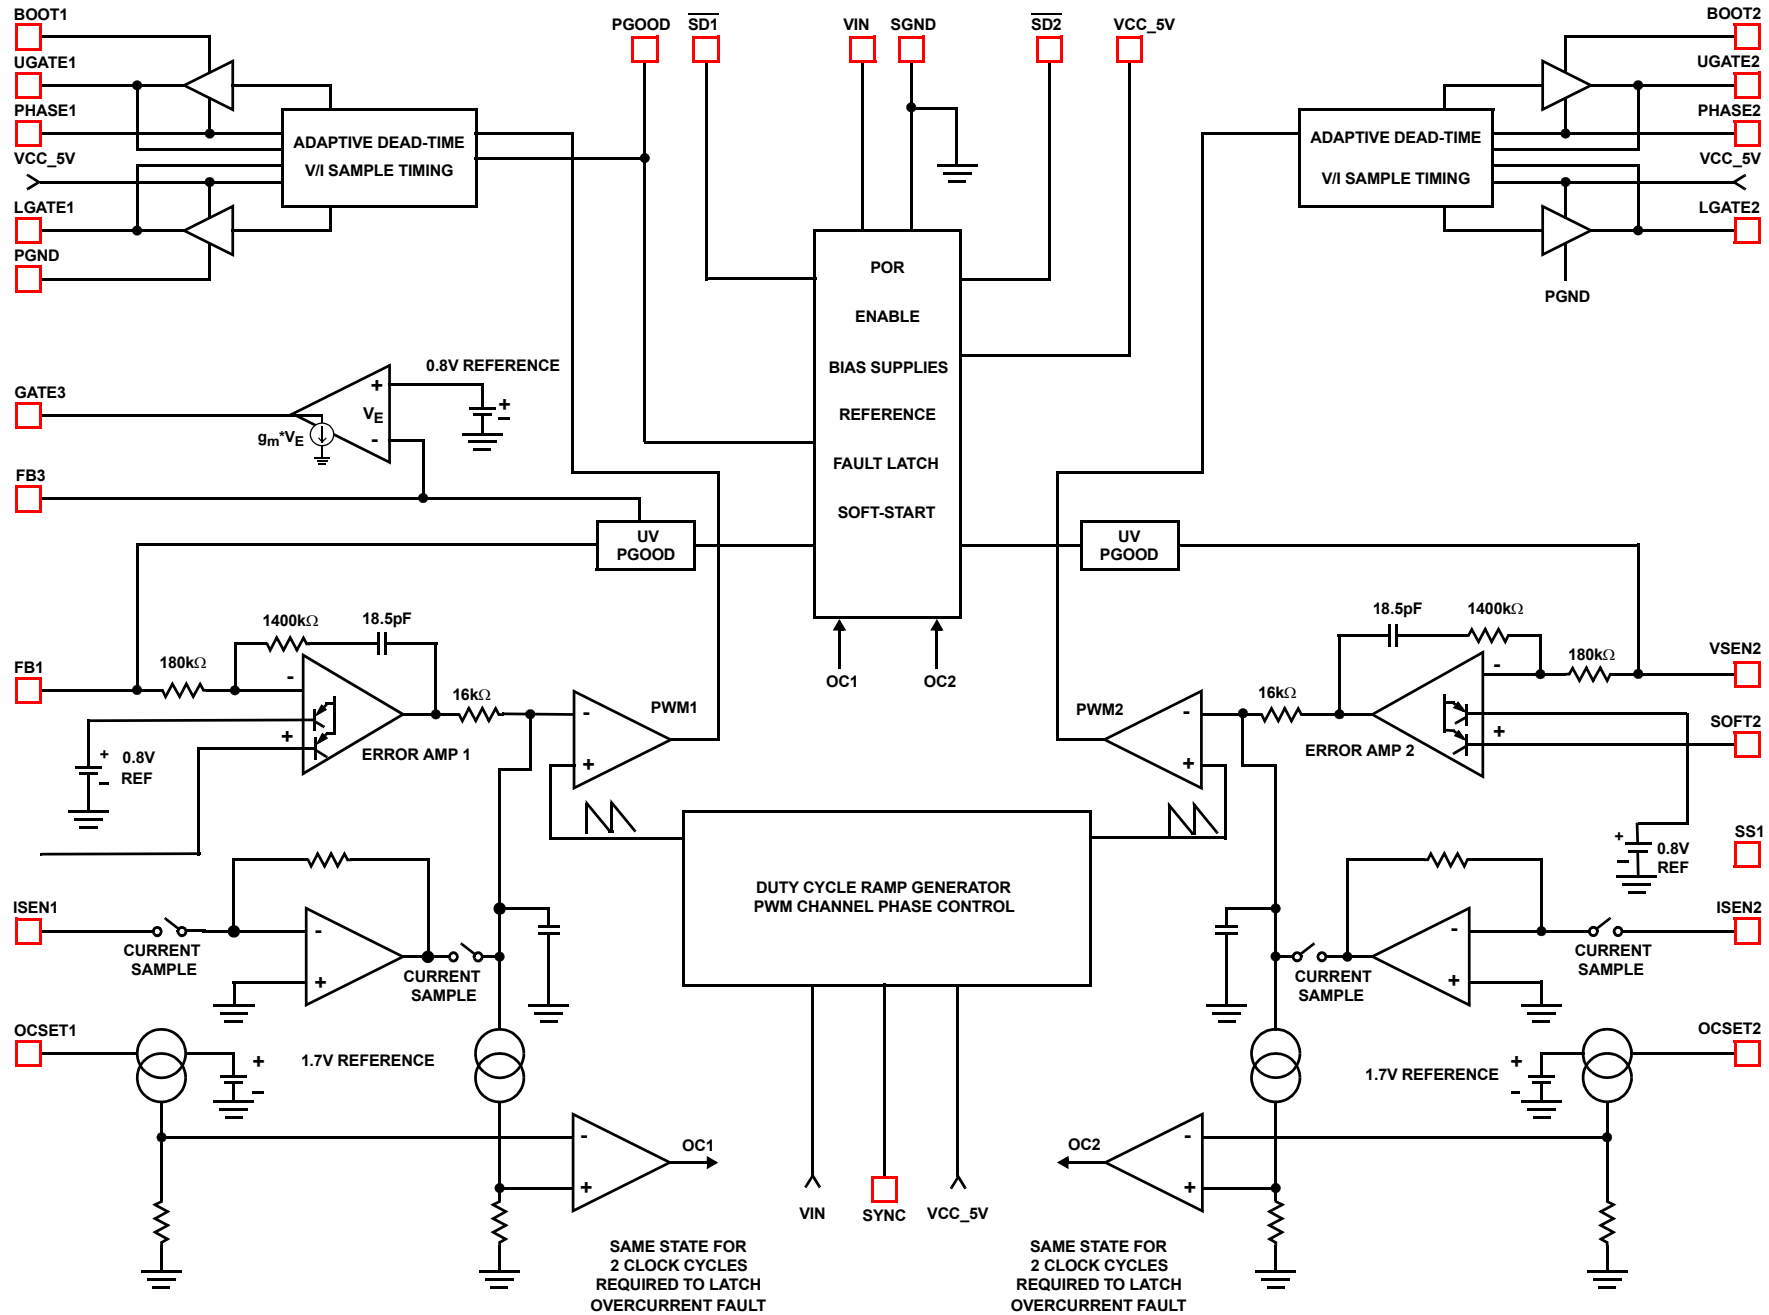 BOOT1
UGATE1
PHASE1
VCC_5V
LGATE1
PGND
ADAPTIVE DEAD-TIME
V/I SAMPLE TIMING
PGOOD
SD1
VIN
SGND
SD2
VCC_5V
BOOT2
UGATE2
PHASE2
VCC_5V
LGATE2
ADAPTIVE DEAD-TIME
V/I SAMPLE TIMING
PGND
POR
ENABLE
BIAS SUPPLIES
REFERENCE
FAULT LATCH
SOFT-START
OC1
OC2
GATE3
FB3
0.8V REFERENCE
+
VE
-
gm*VE
+
-
UV
PGOOD
UV
PGOOD
FB1
180kΩ
1400kΩ
18.5pF
-
+
ERROR AMP 1
+
-
0.8V
REF
16kΩ
-
+
PWM1
PWM2
-
+
16kΩ
18.5pF
1400kΩ
180kΩ
-
+
ERROR AMP 2
VSEN2
SOFT2
+
-
0.8V
REF
SS1
DUTY CYCLE RAMP GENERATOR
PWM CHANNEL PHASE CONTROL
VIN
SYNC
VCC_5V
ISEN1
CURRENT
SAMPLE
-
+
CURRENT
SAMPLE
CURRENT
SAMPLE
-
+
CURRENT
SAMPLE
ISEN2
OCSET1
+
-
1.7V REFERENCE
-
+
OC1
SAME STATE FOR
2 CLOCK CYCLES
REQUIRED TO LATCH
OVERCURRENT FAULT
OC2
-
+
1.7V REFERENCE
+
-
OCSET2
SAME STATE FOR
2 CLOCK CYCLES
REQUIRED TO LATCH
OVERCURRENT FAULT